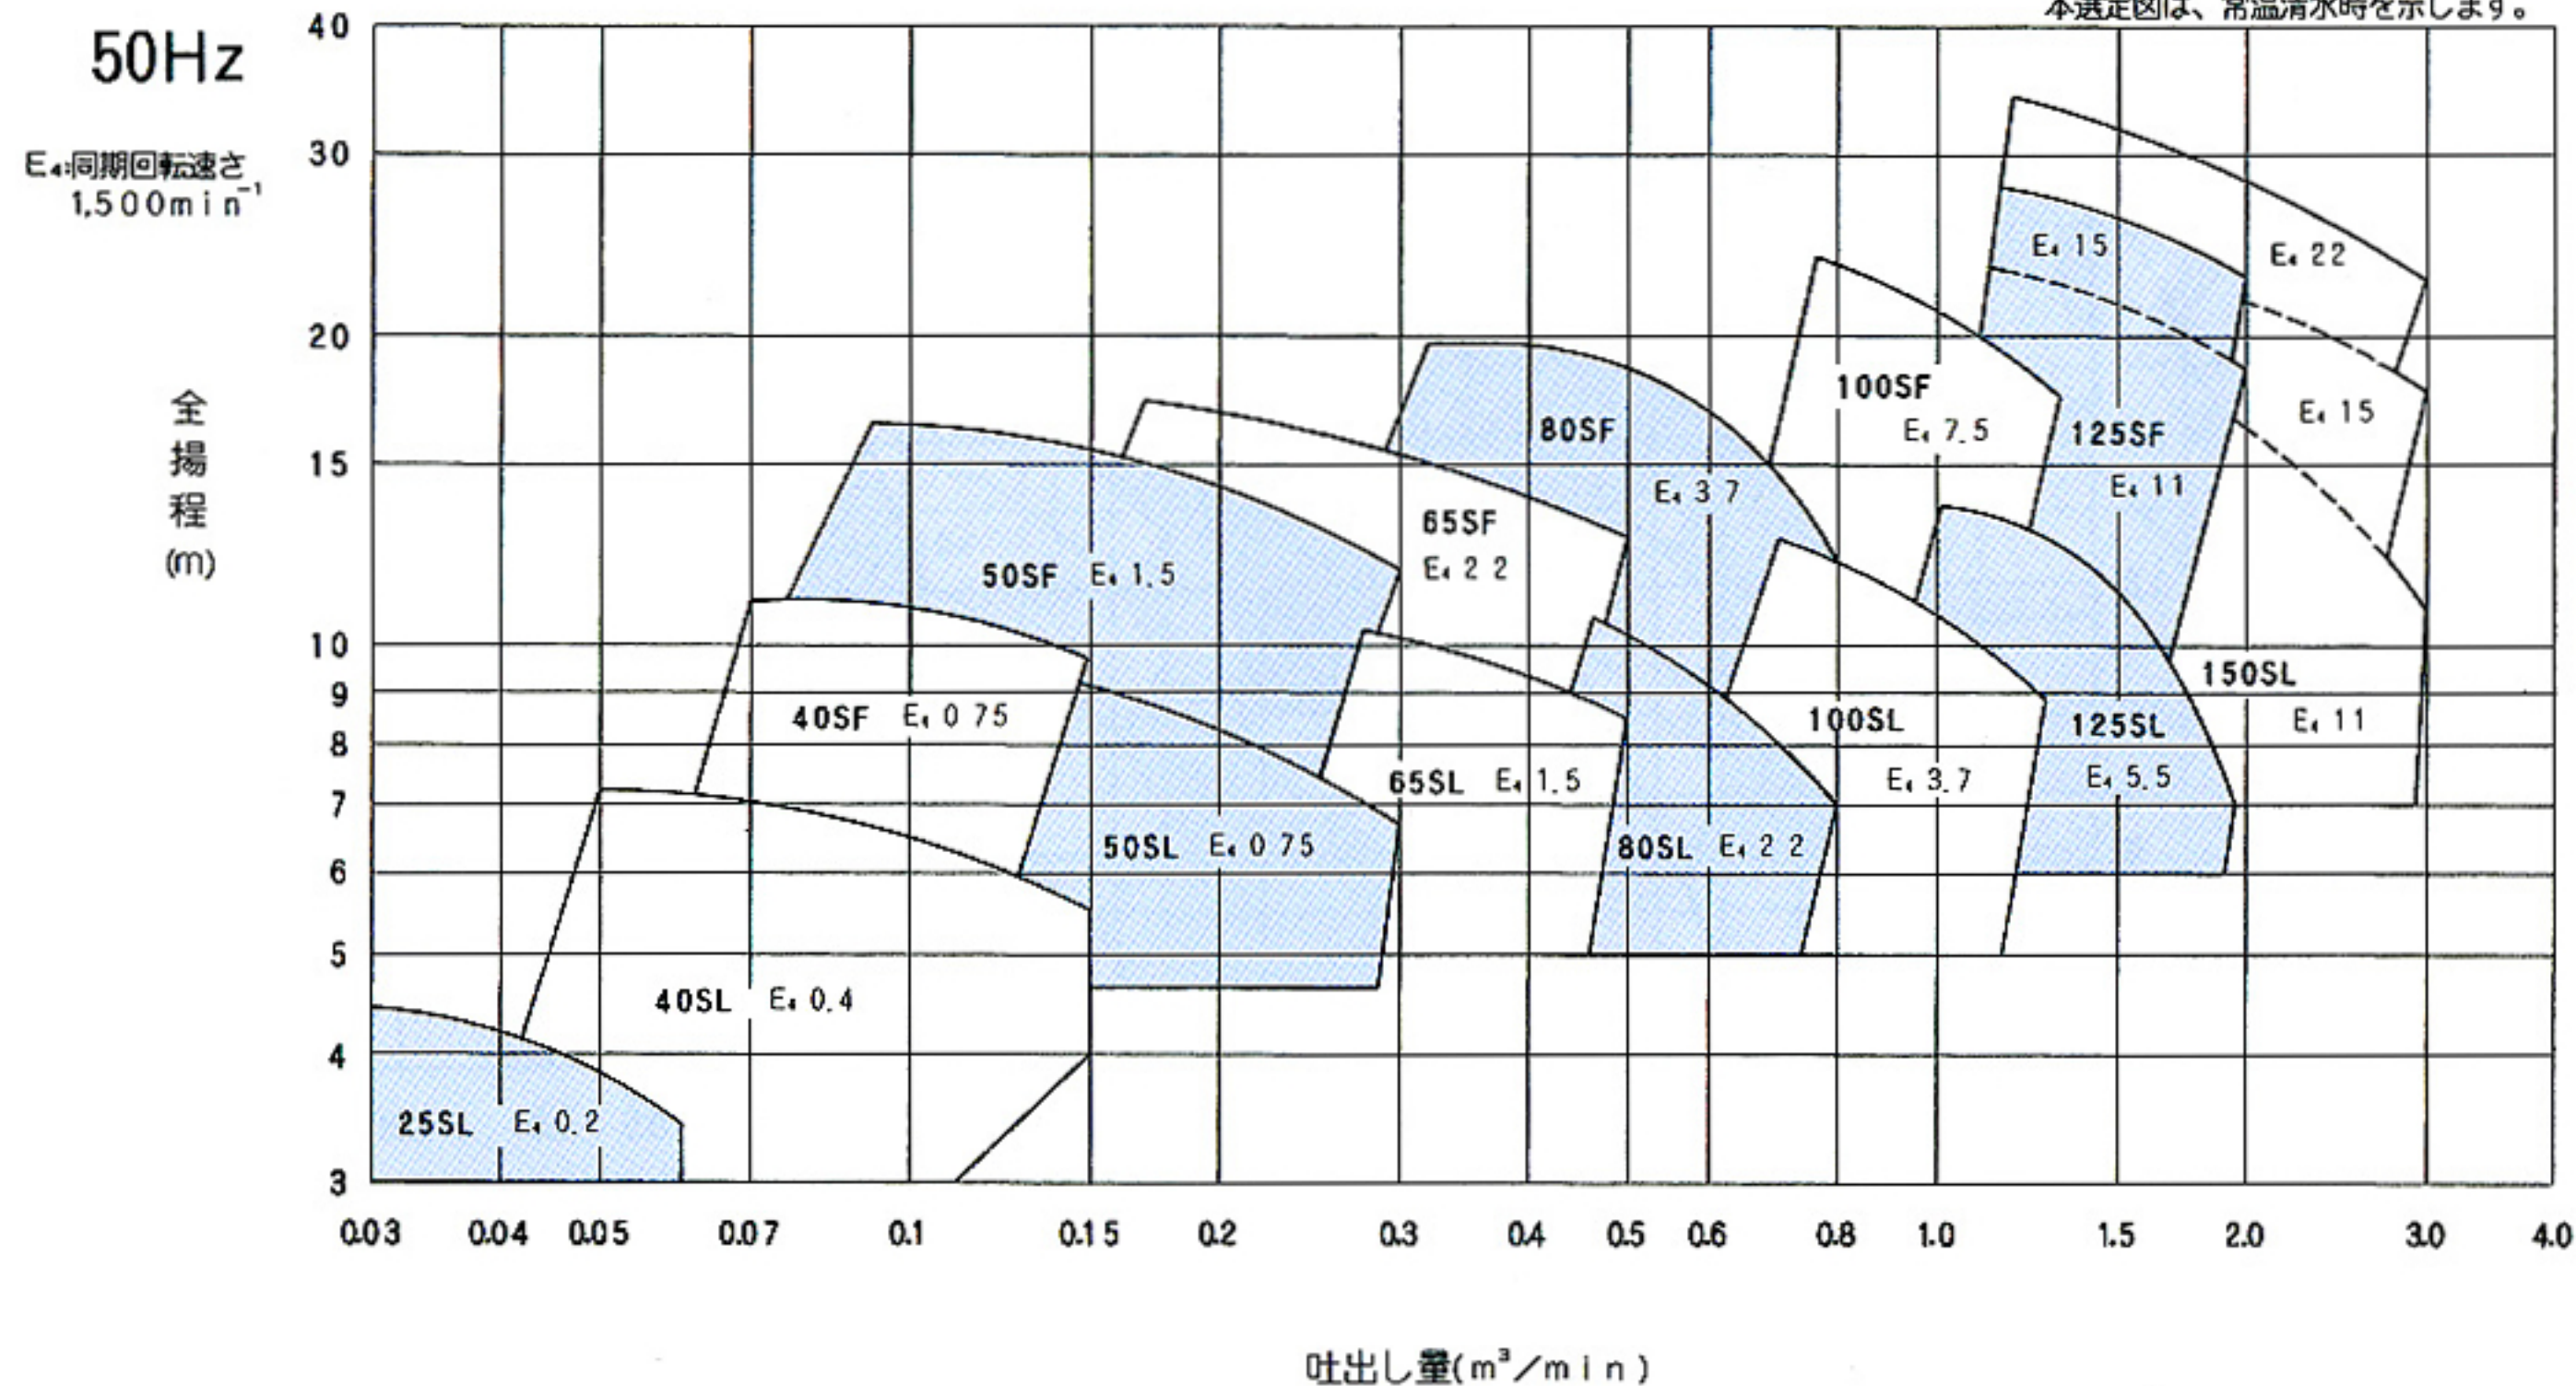 本選定図は、常温清水時を示します。
50Hz
E₄:同期回転速さ
1,500min⁻¹
全揚程(m)
40
30
20
15
10
9
8
7
6
5
4
3
E₄ 15
E₄ 22
100SF
E₄ 7.5
E₄ 15
80SF
125SF
E₄ 3 7
E₄ 11
65SF
E₄ 2 2
50SF E₄ 1.5
150SL
E₄ 11
40SF E₄ 0 75
100SL
125SL
E₄ 3.7
E₄ 5.5
65SL E₄ 1.5
50SL E₄ 0 75
80SL E₄ 2 2
40SL E₄ 0.4
25SL E₄ 0.2
0.03 0.04 0.05 0.07 0.1 0.15 0.2 0.3 0.4 0.5 0.6 0.8 1.0 1.5 2.0 3.0 4.0
吐出し量(m³/min)